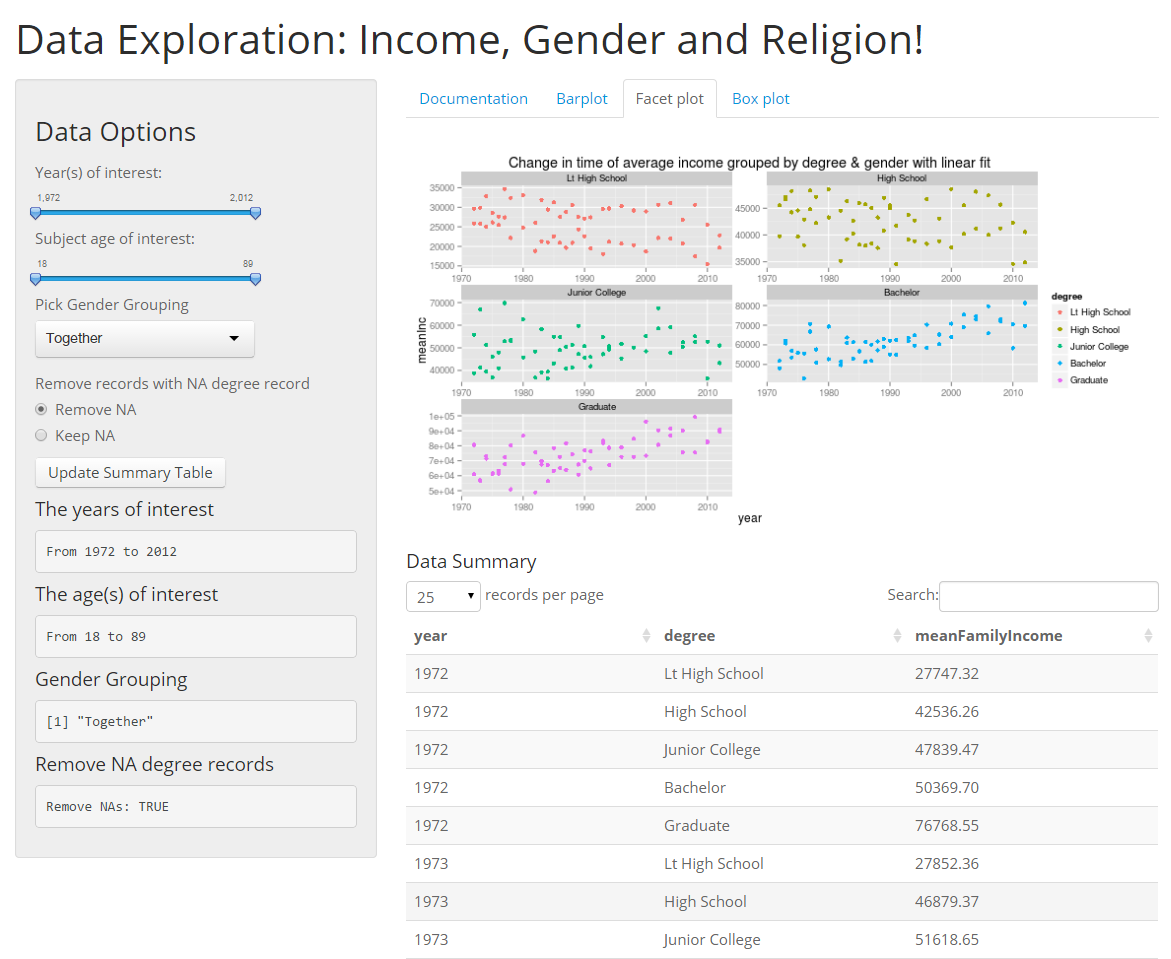 Data Exploration: Income, Gender and Religion!
Data Options
Year(s) of interest:
1,972 2,012
Subject age of interest:
18 89
Pick Gender Grouping
Together
Remove records with NA degree record
Remove NA
Keep NA
Update Summary Table
The years of interest
From 1972 to 2012
The age(s) of interest
From 18 to 89
Gender Grouping
[1] "Together"
Remove NA degree records
Remove NAs: TRUE
Documentation Barplot Facet plot Box plot
Change in time of average income grouped by degree & gender with linear fit
Lt High School
35000
30000
25000
20000
15000
1970 1980 1990 2000 2010
High School
45000
40000
35000
1970 1980 1990 2000 2010
Junior College
70000
60000
50000
40000
1970 1980 1990 2000 2010
Bachelor
80000
70000
60000
50000
1970 1980 1990 2000 2010
Graduate
1e+05
9e+04
8e+04
7e+04
6e+04
5e+04
1970 1980 1990 2000 2010
meanInc
year
degree
Lt High School
High School
Junior College
Bachelor
Graduate
Data Summary
25 records per page Search:
year degree meanFamilyIncome
1972 Lt High School 27747.32
1972 High School 42536.26
1972 Junior College 47839.47
1972 Bachelor 50369.70
1972 Graduate 76768.55
1973 Lt High School 27852.36
1973 High School 46879.37
1973 Junior College 51618.65